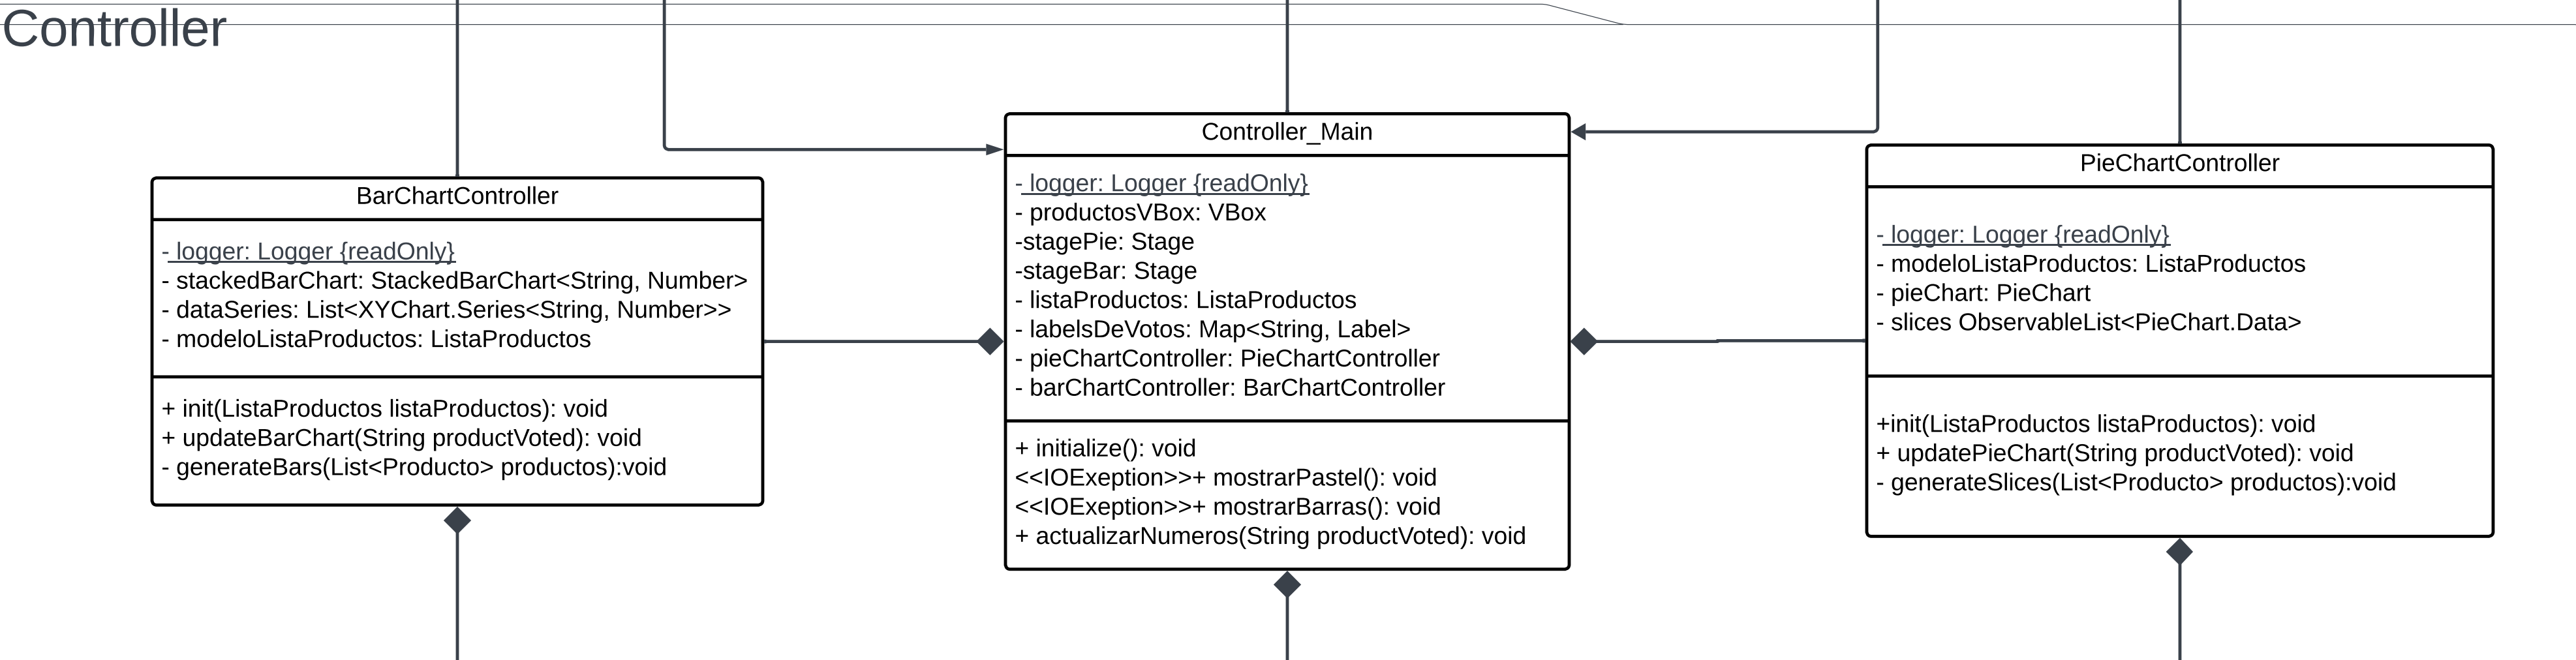 Controller
BarChartController
- logger: Logger {readOnly}
- stackedBarChart: StackedBarChart<String, Number>
- dataSeries: List<XYChart.Series<String, Number>>
- modeloListaProductos: ListaProductos
+ init(ListaProductos listaProductos): void
+ updateBarChart(String productVoted): void
- generateBars(List<Producto> productos):void
Controller_Main
- logger: Logger {readOnly}
- productosVBox: VBox
-stagePie: Stage
-stageBar: Stage
- listaProductos: ListaProductos
- labelsDeVotos: Map<String, Label>
- pieChartController: PieChartController
- barChartController: BarChartController
+ initialize(): void
<<IOExeption>>+ mostrarPastel(): void
<<IOExeption>>+ mostrarBarras(): void
+ actualizarNumeros(String productVoted): void
PieChartController
- logger: Logger {readOnly}
- modeloListaProductos: ListaProductos
- pieChart: PieChart
- slices ObservableList<PieChart.Data>
+init(ListaProductos listaProductos): void
+ updatePieChart(String productVoted): void
- generateSlices(List<Producto> productos):void